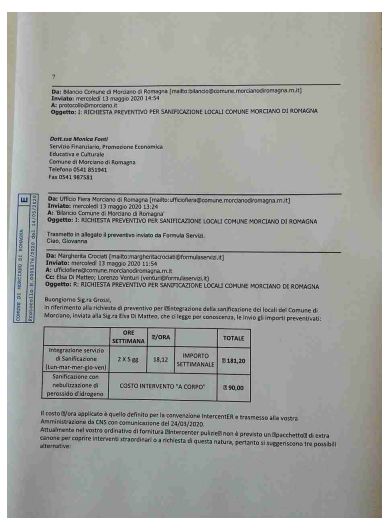 ?
Da: Bilancio Comune di Morciano di Romagna [mailto:bilancio@comune.morcianodiromagna.rn.it]
Inviato: mercoledì 13 maggio 2020 14:54
A: protocollo@morciano.it
Oggetto: I: RICHIESTA PREVENTIVO PER SANIFICAZIONE LOCALI COMUNE MORCIANO DI ROMAGNA
Dott.ssa Monica Fonti
Servizio Finanziario, Promozione Economica
Educativa e Culturale
Comune di Morciano di Romagna
Telefono 0541 851941
Fax 0541 987581
COMUNE DI MORCIANO DI ROMAGNA
E
Protocollo N.0005176/2020 del 14/05/2020
Da: Ufficio Fiera Morciano di Romagna [mailto:ufficiofiera@comune.morcianodiromagna.rn.it]
Inviato: mercoledì 13 maggio 2020 13:24
A: 'Bilancio Comune di Morciano di Romagna'
Oggetto: I: RICHIESTA PREVENTIVO PER SANIFICAZIONE LOCALI COMUNE MORCIANO DI ROMAGNA
Trasmetto in allegato il preventivo inviato da Formula Servizi.
Ciao, Giovanna
Da: Margherita Crociati [mailto:margheritacrociati@formulaservizi.it]
Inviato: mercoledì 13 maggio 2020 11:54
A: ufficiofiera@comune.morcianodiromagna.rn.it
Cc: Elsa Di Matteo; Lorenzo Venturi (venturi@formulaservizi.it)
Oggetto: R: RICHIESTA PREVENTIVO PER SANIFICAZIONE LOCALI COMUNE MORCIANO DI ROMAGNA
Buongiorno Sig.ra Grossi,
in riferimento alla richiesta di preventivo per l⍰integrazione della sanificazione dei locali del Comune di
Morciano, inviata alla Sig.ra Elsa Di Matteo, che ci legge per conoscenza, le invio gli importi preventivati:
ORE SETTIMANA ⍰/ORA TOTALE
Integrazione servizio di Sanificazione (Lun-mar-mer-gio-ven) 2 X 5 gg 18,12 IMPORTO SETTIMANALE ⍰ 181,20
Sanificazione con nebulizzazione di perossido d'idrogeno COSTO INTERVENTO "A CORPO" ⍰ 90,00
Il costo ⍰/ora applicato è quello definito per la convenzione IntercentER e trasmesso alla vostra
Amministrazione da CNS con comunicazione del 24/03/2020.
Attualmente nel vostro ordinativo di fornitura ⍰Intercenter pulizie⍰ non è previsto un ⍰pacchetto⍰ di extra
canone per coprire interventi straordinari o a richiesta di questa natura, pertanto si suggeriscono tre possibili
alternative: